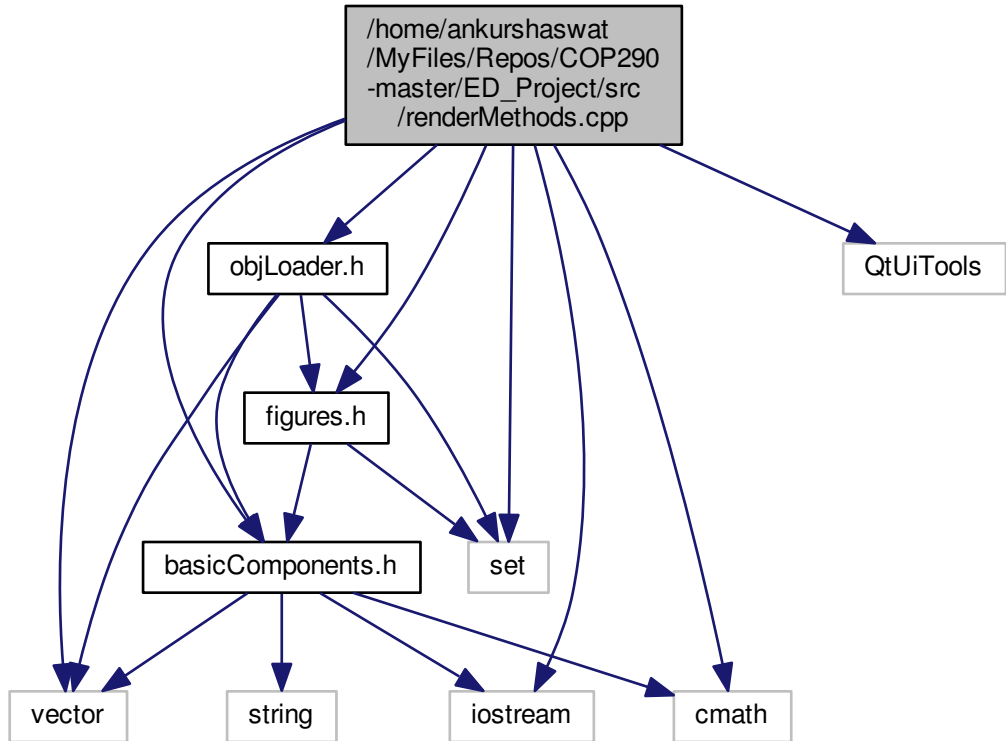 /home/ankurshaswat
/MyFiles/Repos/COP290
-master/ED_Project/src
/renderMethods.cpp
objLoader.h
QtUiTools
figures.h
basicComponents.h
set
vector
string
iostream
cmath